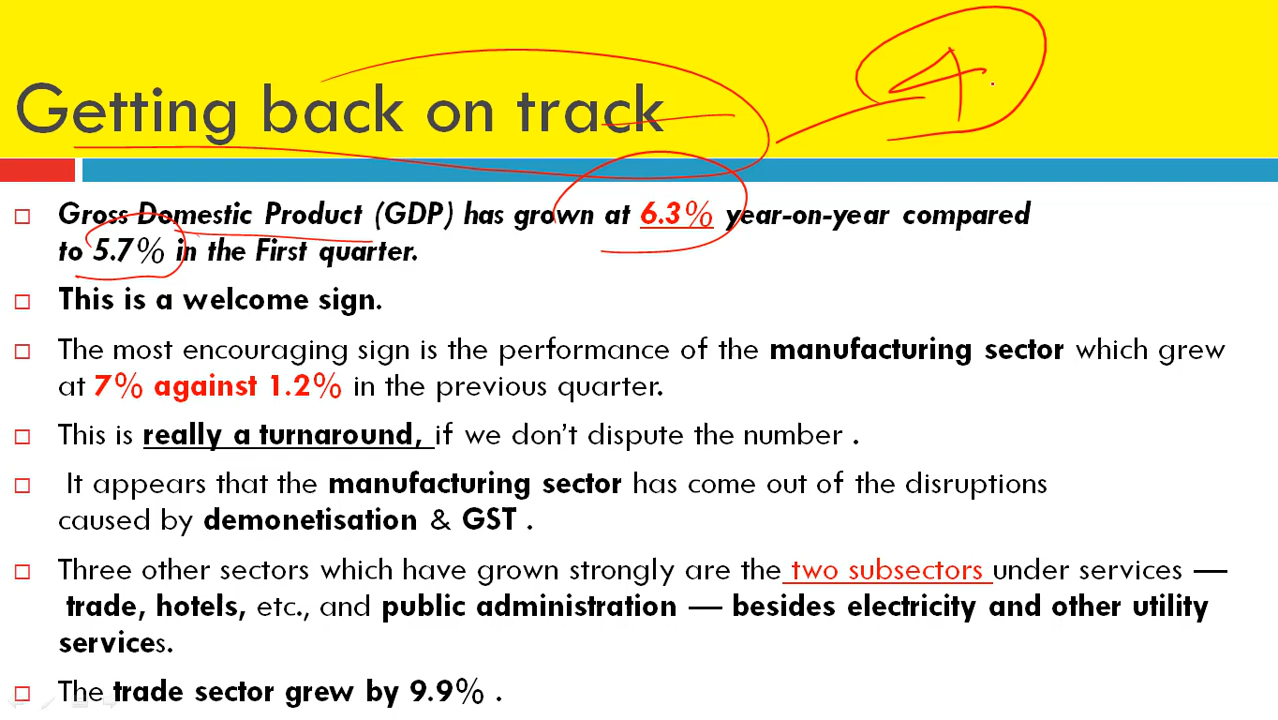 Getting back on track
4
Gross Domestic Product (GDP) has grown at 6.3% year-on-year compared
to 5.7% in the First quarter.
This is a welcome sign.
The most encouraging sign is the performance of the manufacturing sector which grew
at 7% against 1.2% in the previous quarter.
This is really a turnaround, if we don’t dispute the number .
It appears that the manufacturing sector has come out of the disruptions
caused by demonetisation & GST .
Three other sectors which have grown strongly are the two subsectors under services —
trade, hotels, etc., and public administration — besides electricity and other utility
services.
The trade sector grew by 9.9% .